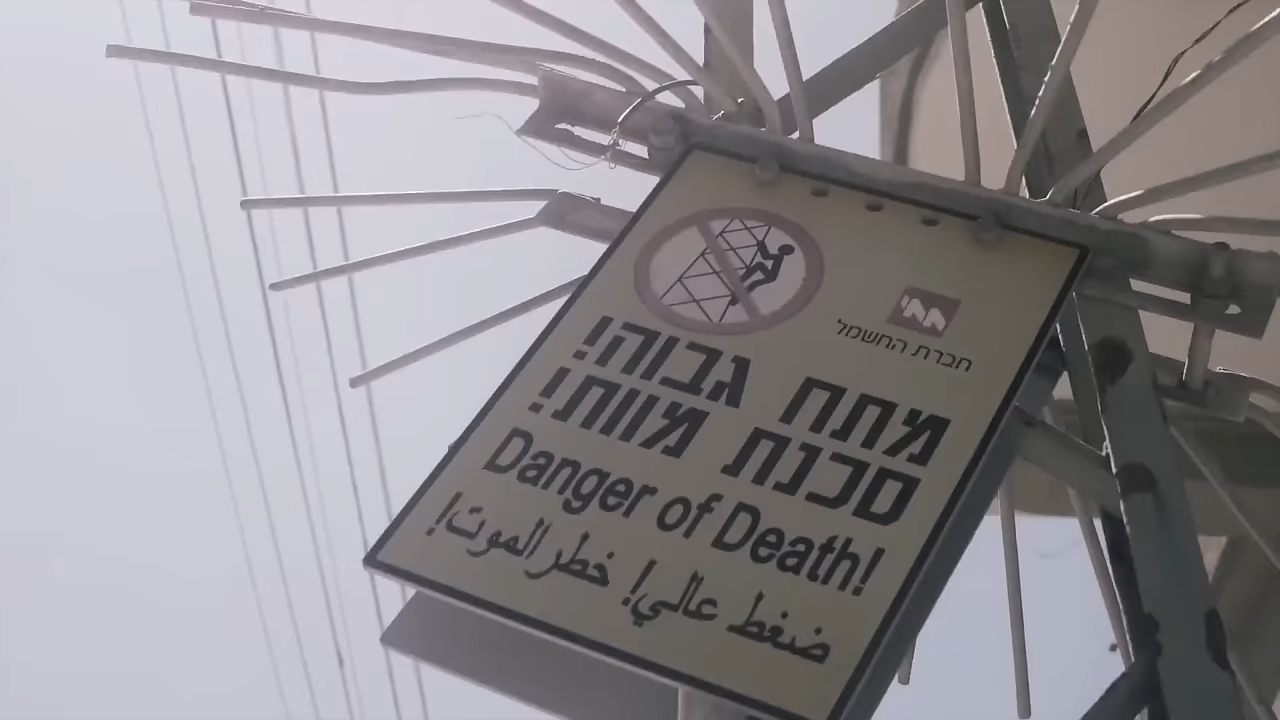 חברת החשמל
מתח גבוה!
סכנת מוות!
Danger of Death!
ضغط عالي! خطر الموت!